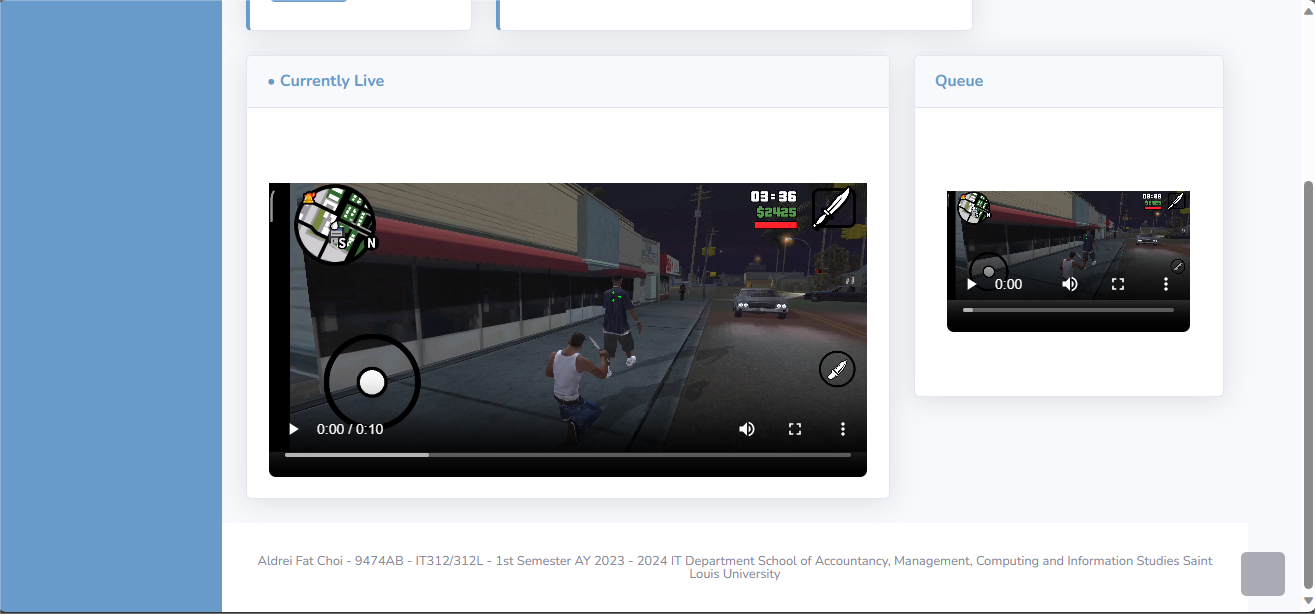 • Currently Live
Queue
03:36
$2425
S N
0:00 / 0:10
0:00
Aldrei Fat Choi - 9474AB - IT312/312L - 1st Semester AY 2023 - 2024 IT Department School of Accountancy, Management, Computing and Information Studies Saint
Louis University